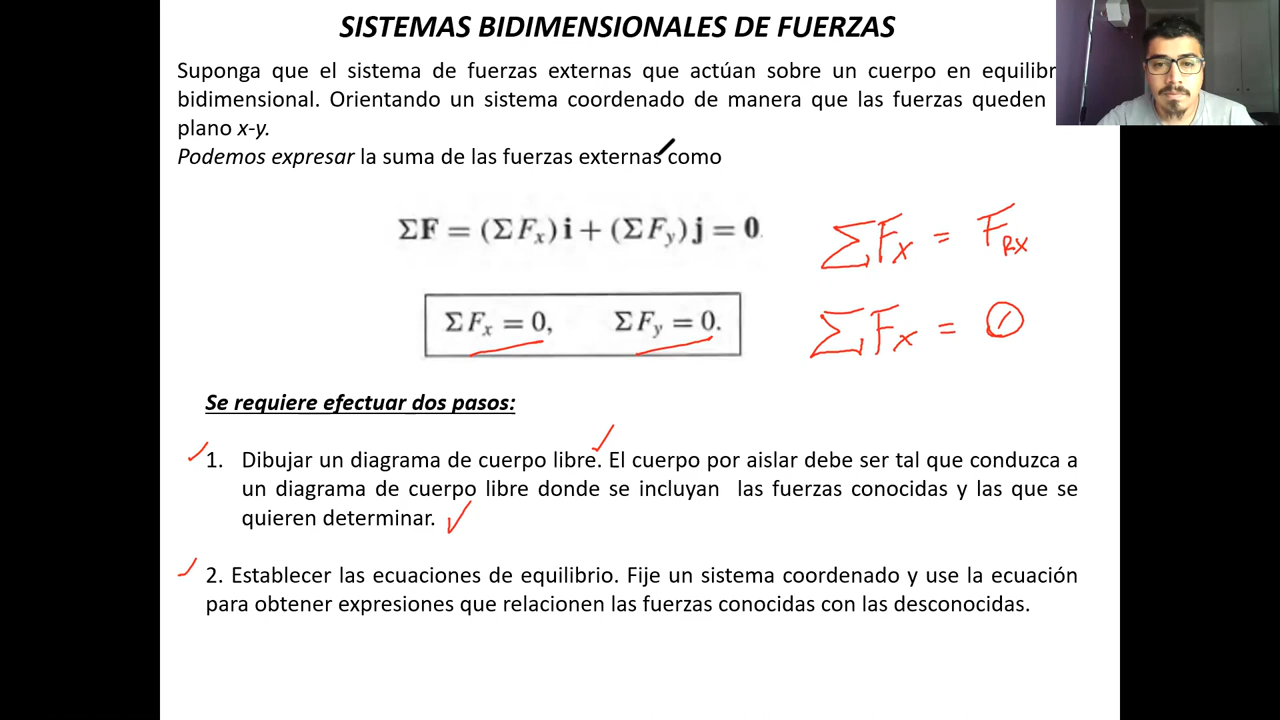 SISTEMAS BIDIMENSIONALES DE FUERZAS
Suponga que el sistema de fuerzas externas que actúan sobre un cuerpo en equilibr
bidimensional. Orientando un sistema coordenado de manera que las fuerzas queden
plano x-y.
Podemos expresar la suma de las fuerzas externas como
ΣF = (ΣFₓ)i + (ΣF_y)j = 0.
ΣFₓ = F_RX
ΣFₓ = 0, ΣF_y = 0.
ΣFₓ = 0
Se requiere efectuar dos pasos:
1. Dibujar un diagrama de cuerpo libre. El cuerpo por aislar debe ser tal que conduzca a
un diagrama de cuerpo libre donde se incluyan las fuerzas conocidas y las que se
quieren determinar.
2. Establecer las ecuaciones de equilibrio. Fije un sistema coordenado y use la ecuación
para obtener expresiones que relacionen las fuerzas conocidas con las desconocidas.